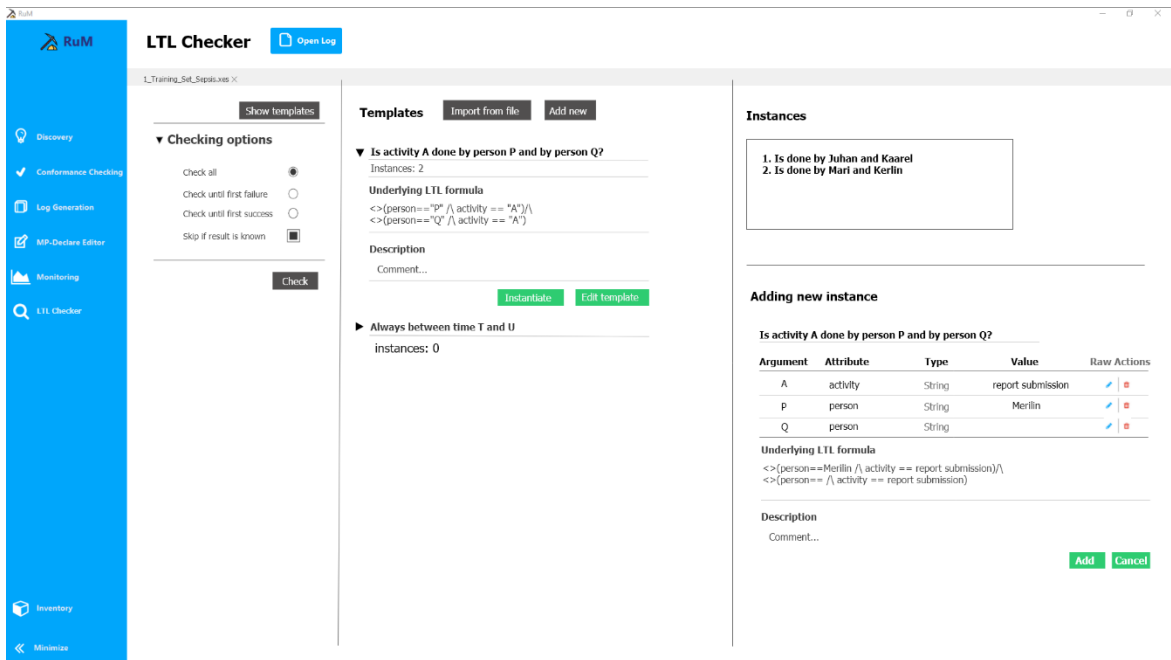 RuM
RuM
LTL Checker
Open Log
1_Training_Set_Sepsis.xes
Discovery
Conformance Checking
Log Generation
MP-Declare Editor
Monitoring
LTL Checker
Inventory
Minimize
Show templates
Checking options
Check all
Check until first failure
Check until first success
Skip if result is known
Check
Templates
Import from file
Add new
Is activity A done by person P and by person Q?
Instances: 2
Underlying LTL formula
<>(person=="P" /\ activity == "A")/\
<>(person=="Q" /\ activity == "A")
Description
Comment...
Instantiate
Edit template
Always between time T and U
instances: 0
Instances
1. Is done by Juhan and Kaarel
2. Is done by Mari and Kerlin
Adding new instance
Is activity A done by person P and by person Q?
Argument Attribute Type Value Raw Actions
A activity String report submission
P person String Merilin
Q person String
Underlying LTL formula
<>(person==Merilin /\ activity == report submission)/\
<>(person== /\ activity == report submission)
Description
Comment...
Add
Cancel